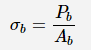 σ_b = P_b / A_b